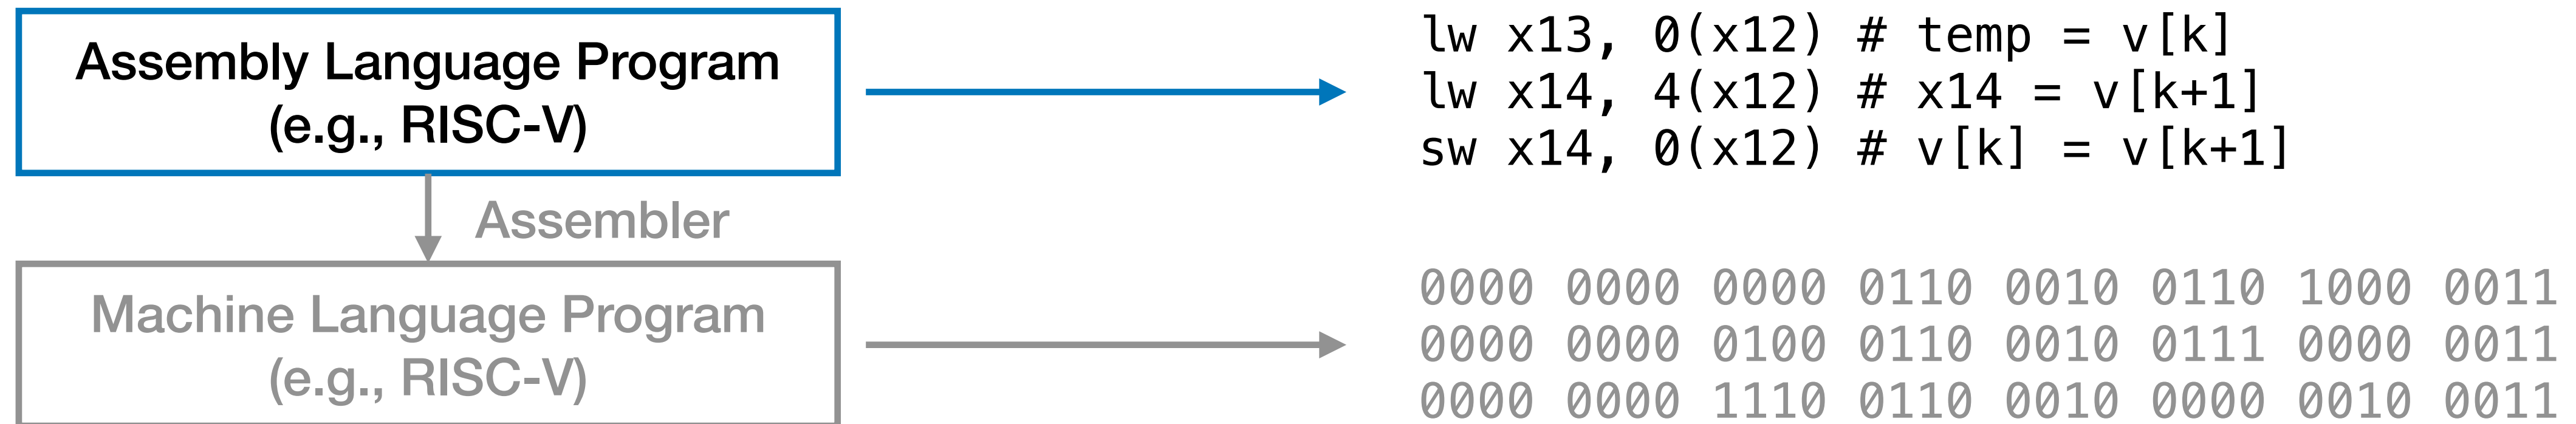 Assembly Language Program
(e.g., RISC-V)
lw x13, 0(x12) # temp = v[k]
lw x14, 4(x12) # x14 = v[k+1]
sw x14, 0(x12) # v[k] = v[k+1]
Assembler
Machine Language Program
(e.g., RISC-V)
0000 0000 0000 0110 0010 0110 1000 0011
0000 0000 0100 0110 0010 0111 0000 0011
0000 0000 1110 0110 0010 0000 0010 0011